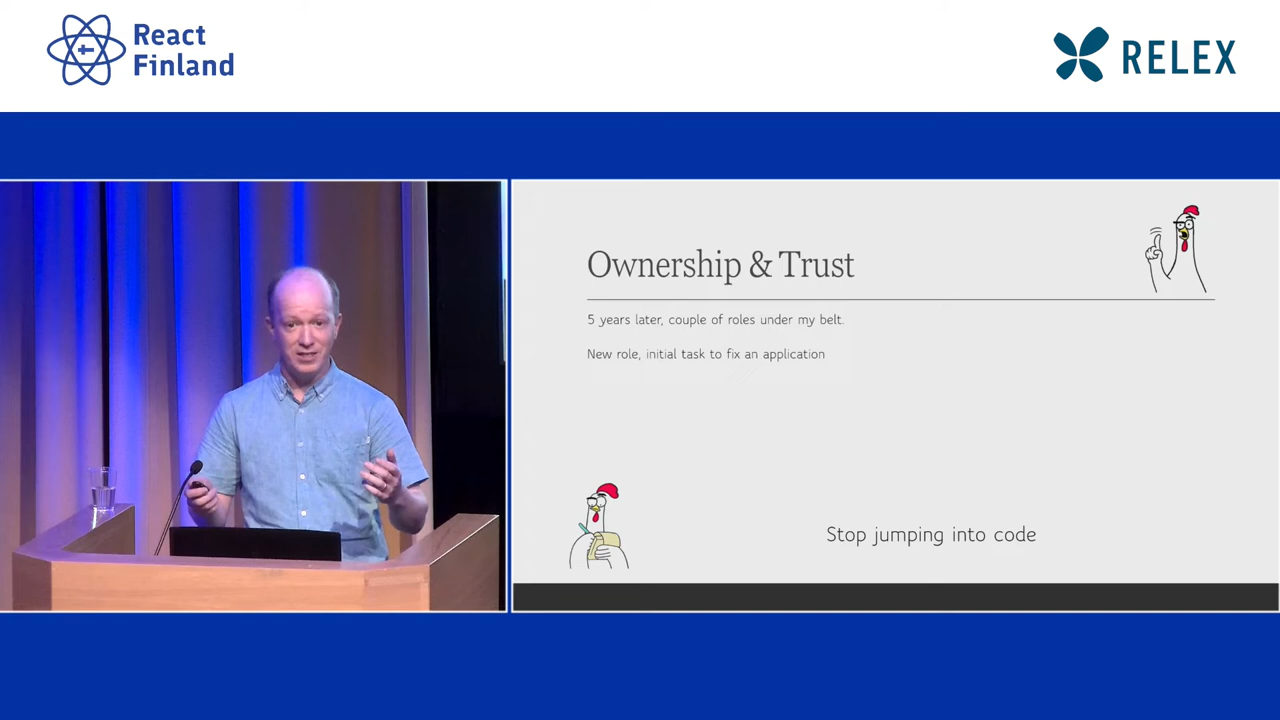 React
Finland
RELEX
Ownership & Trust
5 years later, couple of roles under my belt.
New role, initial task to fix an application
Stop jumping into code